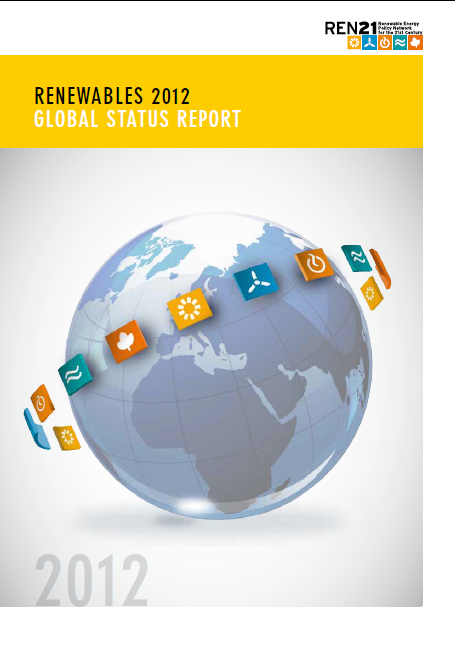 REN21
Renewable Energy
Policy Network
for the 21st Century
RENEWABLES 2012
GLOBAL STATUS REPORT
2012